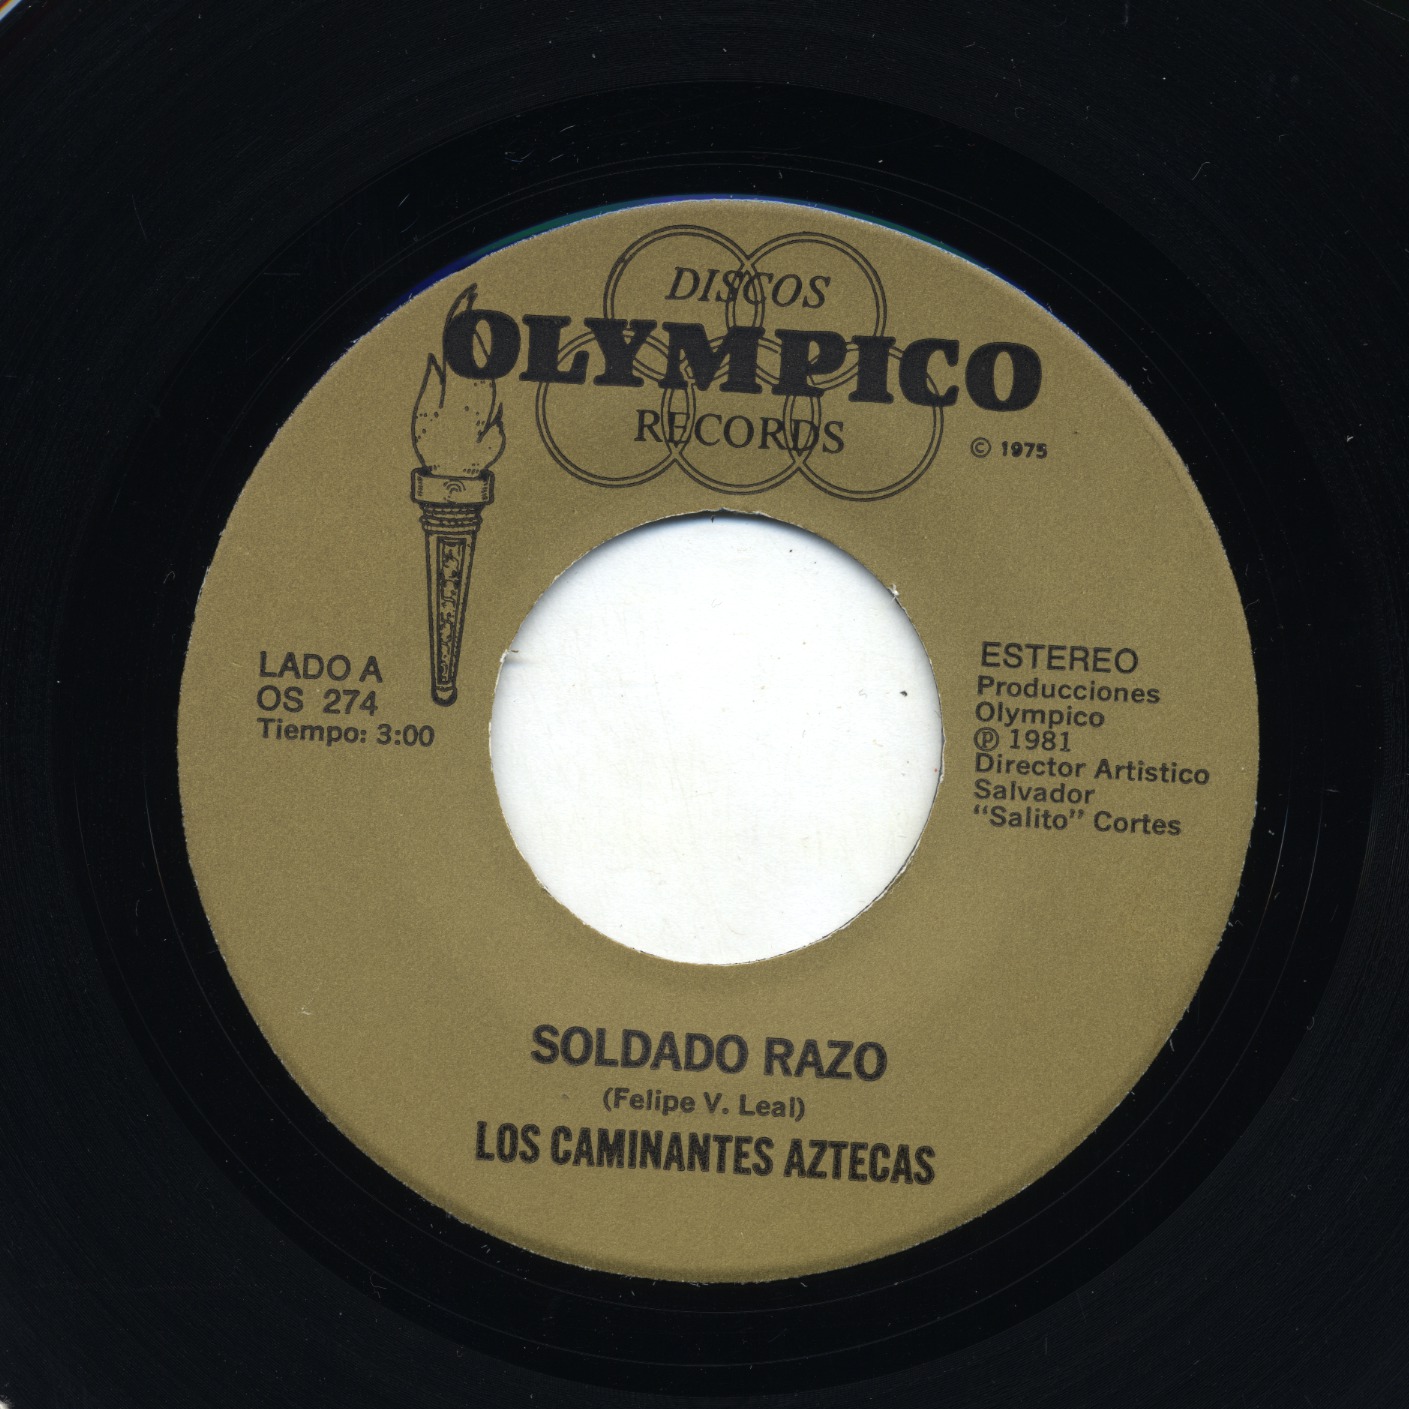 DISCOS
OLYMPICO
RECORDS
© 1975
LADO A
OS 274
Tiempo: 3:00
ESTEREO
Producciones
Olympico
℗ 1981
Director Artistico
Salvador
“Salito” Cortes
SOLDADO RAZO
(Felipe V. Leal)
LOS CAMINANTES AZTECAS